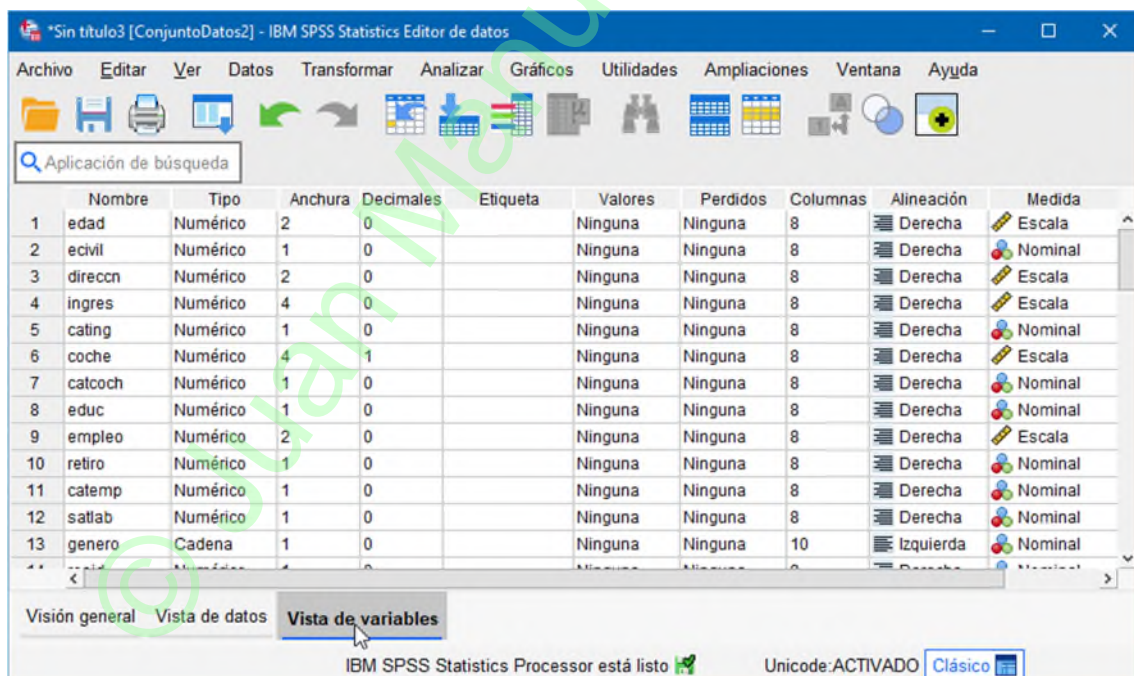 *Sin título3 [ConjuntoDatos2] - IBM SPSS Statistics Editor de datos
Archivo Editar Ver Datos Transformar Analizar Gráficos Utilidades Ampliaciones Ventana Ayuda
Aplicación de búsqueda
Nombre Tipo Anchura Decimales Etiqueta Valores Perdidos Columnas Alineación Medida
1 edad Numérico 2 0 Ninguna Ninguna 8 Derecha Escala
2 ecivil Numérico 1 0 Ninguna Ninguna 8 Derecha Nominal
3 direccn Numérico 2 0 Ninguna Ninguna 8 Derecha Escala
4 ingres Numérico 4 0 Ninguna Ninguna 8 Derecha Escala
5 cating Numérico 1 0 Ninguna Ninguna 8 Derecha Nominal
6 coche Numérico 4 1 Ninguna Ninguna 8 Derecha Escala
7 catcoch Numérico 1 0 Ninguna Ninguna 8 Derecha Nominal
8 educ Numérico 1 0 Ninguna Ninguna 8 Derecha Nominal
9 empleo Numérico 2 0 Ninguna Ninguna 8 Derecha Escala
10 retiro Numérico 1 0 Ninguna Ninguna 8 Derecha Nominal
11 catemp Numérico 1 0 Ninguna Ninguna 8 Derecha Nominal
12 satlab Numérico 1 0 Ninguna Ninguna 8 Derecha Nominal
13 genero Cadena 1 0 Ninguna Ninguna 10 Izquierda Nominal
Visión general Vista de datos Vista de variables
IBM SPSS Statistics Processor está listo Unicode:ACTIVADO Clásico
© Juan Manu